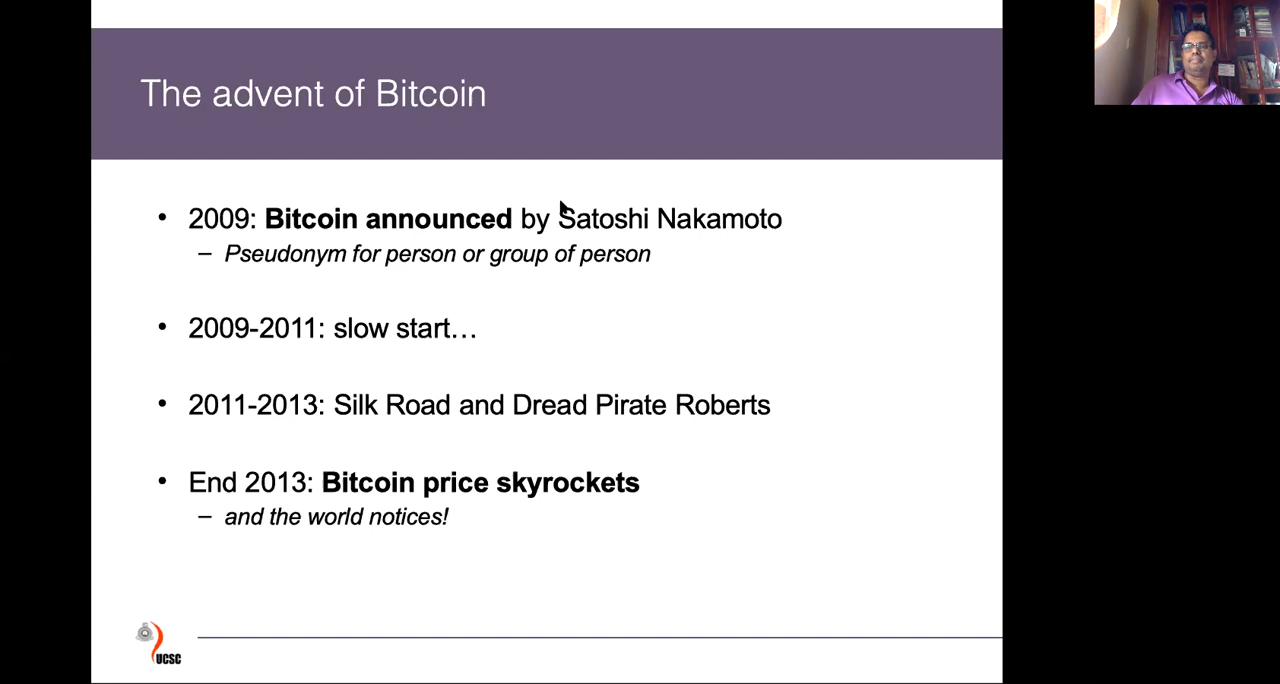 The advent of Bitcoin
• 2009: Bitcoin announced by Satoshi Nakamoto
– Pseudonym for person or group of person
• 2009-2011: slow start…
• 2011-2013: Silk Road and Dread Pirate Roberts
• End 2013: Bitcoin price skyrockets
– and the world notices!
UCSC